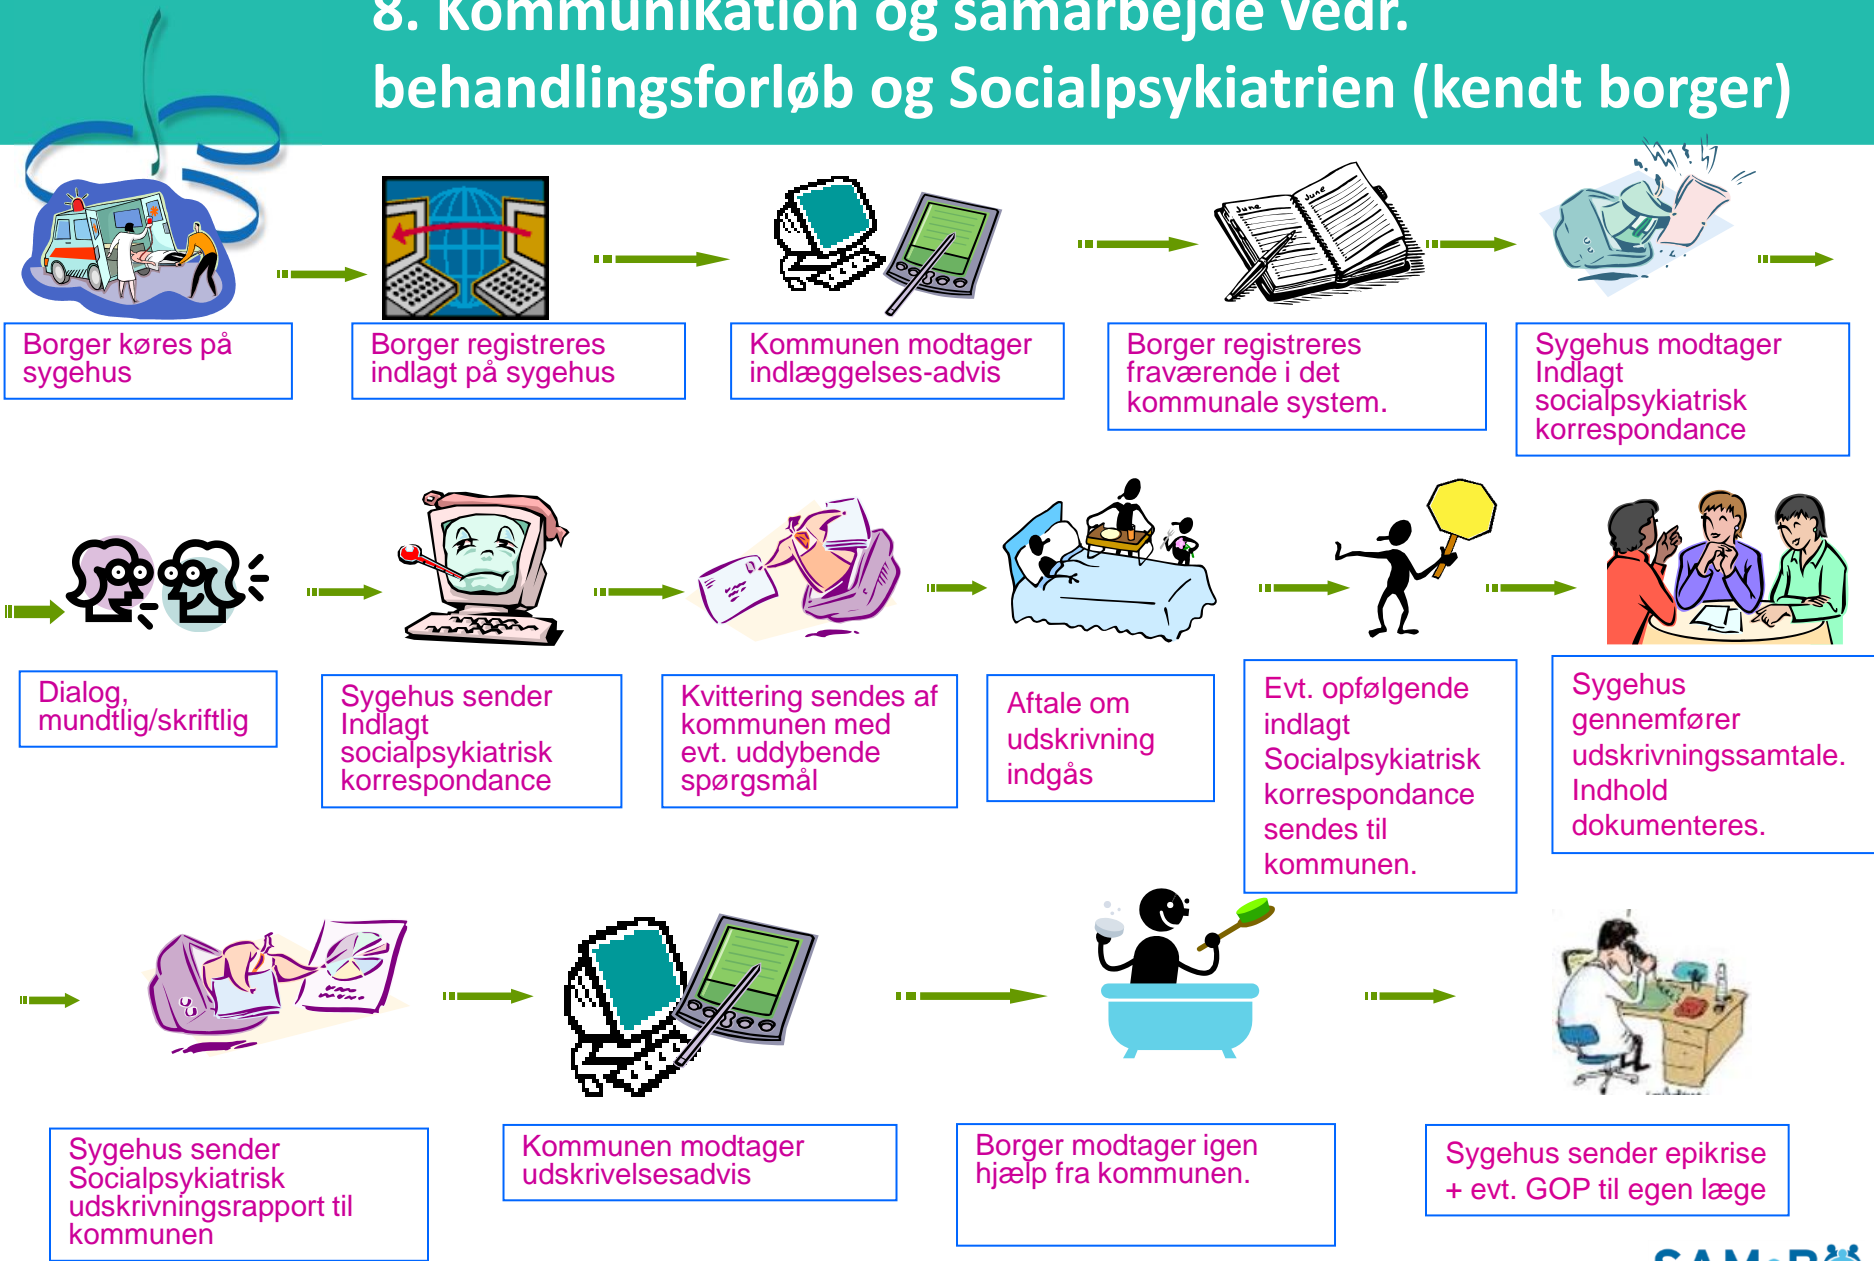 8. Kommunikation og samarbejde vedr.
behandlingsforløb og Socialpsykiatrien (kendt borger)
Borger køres på
sygehus
Borger registreres
indlagt på sygehus
Kommunen modtager
indlæggelses-advis
June
June
Borger registreres
fraværende i det
kommunale system.
Sygehus modtager
Indlagt
socialpsykiatrisk
korrespondance
Dialog,
mundtlig/skriftlig
Sygehus sender
Indlagt
socialpsykiatrisk
korrespondance
Kvittering sendes af
kommunen med
evt. uddybende
spørgsmål
Aftale om
udskrivning
indgås
Evt. opfølgende
indlagt
Socialpsykiatrisk
korrespondance
sendes til
kommunen.
Sygehus
gennemfører
udskrivningssamtale.
Indhold
dokumenteres.
Sygehus sender
Socialpsykiatrisk
udskrivningsrapport til
kommunen
Kommunen modtager
udskrivelsesadvis
Borger modtager igen
hjælp fra kommunen.
Sygehus sender epikrise
+ evt. GOP til egen læge